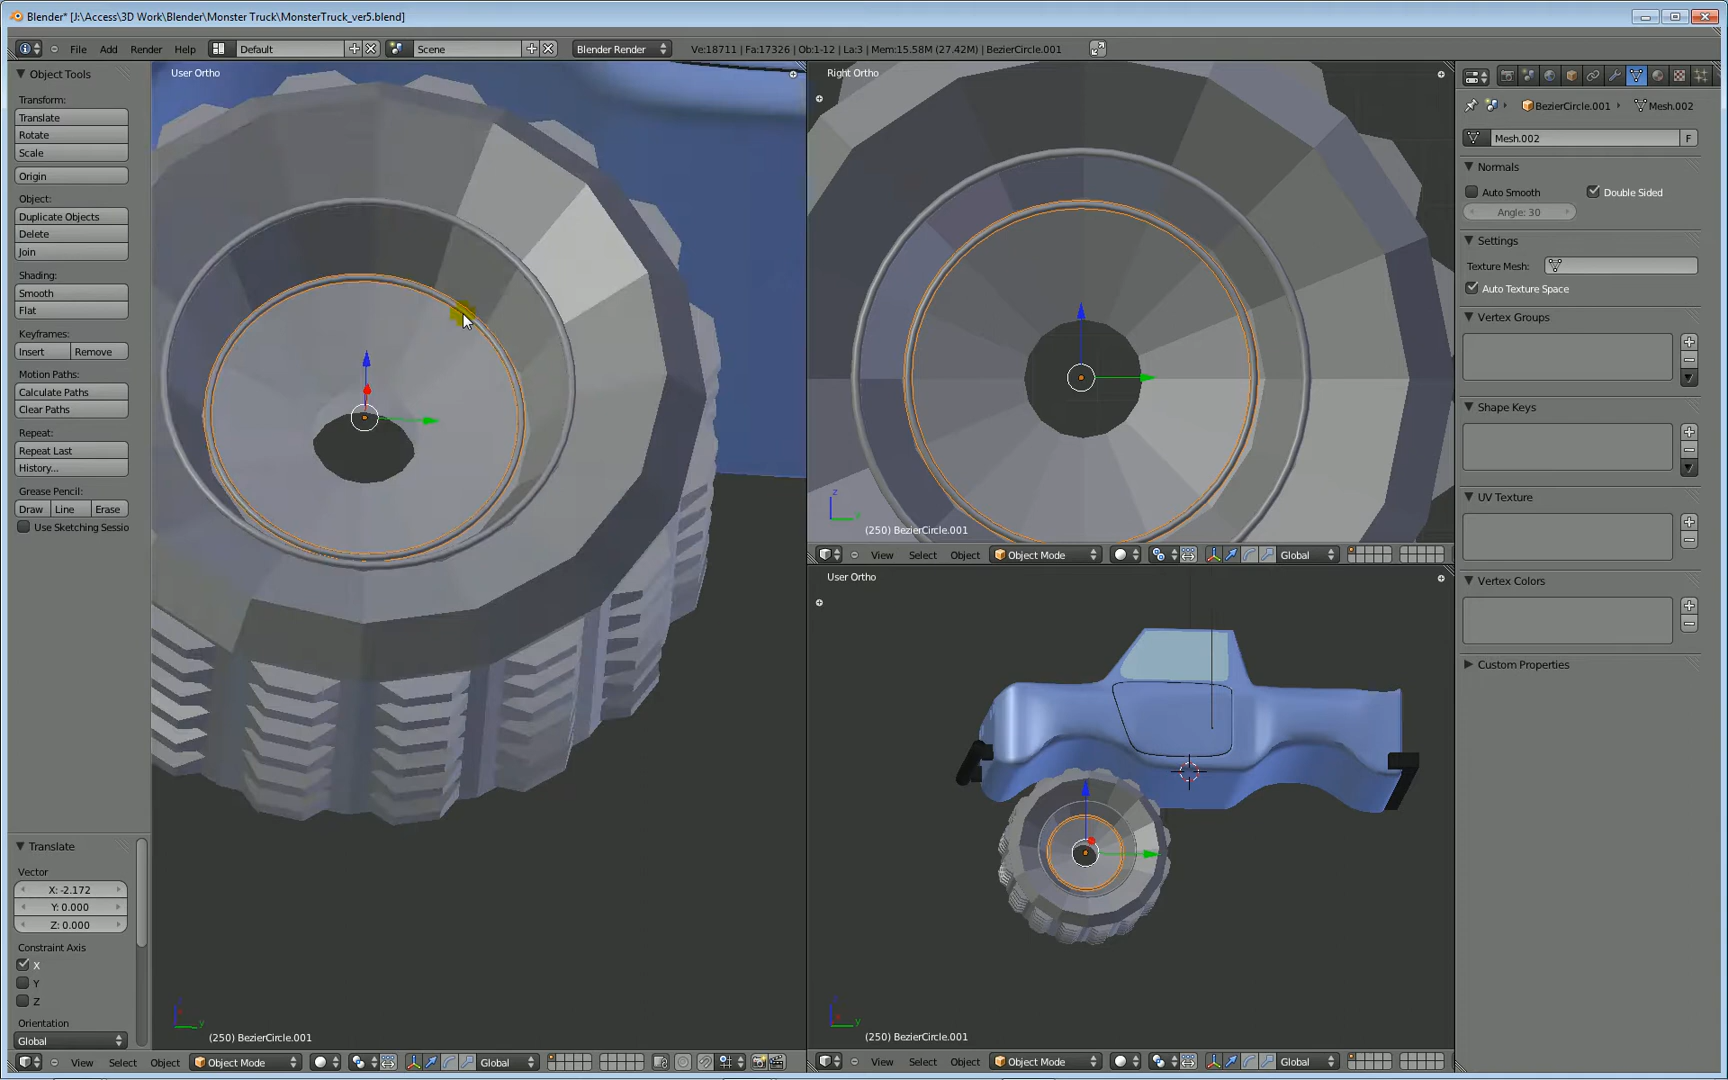 Blender* [J:\Access\3D Work\Blender\Monster Truck\MonsterTruck_ver5.blend]
File Add Render Help Default Scene Blender Render Ve:18711 | Fa:17326 | Ob:1-12 | La:3 | Mem:15.58M (27.42M) | BezierCircle.001
Object Tools
Transform:
Translate
Rotate
Scale
Origin
Object:
Duplicate Objects
Delete
Join
Shading:
Smooth
Flat
Keyframes:
Insert Remove
Motion Paths:
Calculate Paths
Clear Paths
Repeat:
Repeat Last
History...
Grease Pencil:
Draw Line Erase
Use Sketching Sessio
Translate
Vector
X: -2.172
Y: 0.000
Z: 0.000
Constraint Axis
X
Y
Z
Orientation
Global
User Ortho
(250) BezierCircle.001
View Select Object Object Mode Global
Right Ortho
(250) BezierCircle.001
View Select Object Object Mode Global
User Ortho
(250) BezierCircle.001
View Select Object Object Mode Global
BezierCircle.001 Mesh.002
Mesh.002 F
Normals
Auto Smooth Double Sided
Angle: 30
Settings
Texture Mesh:
Auto Texture Space
Vertex Groups
Shape Keys
UV Texture
Vertex Colors
Custom Properties